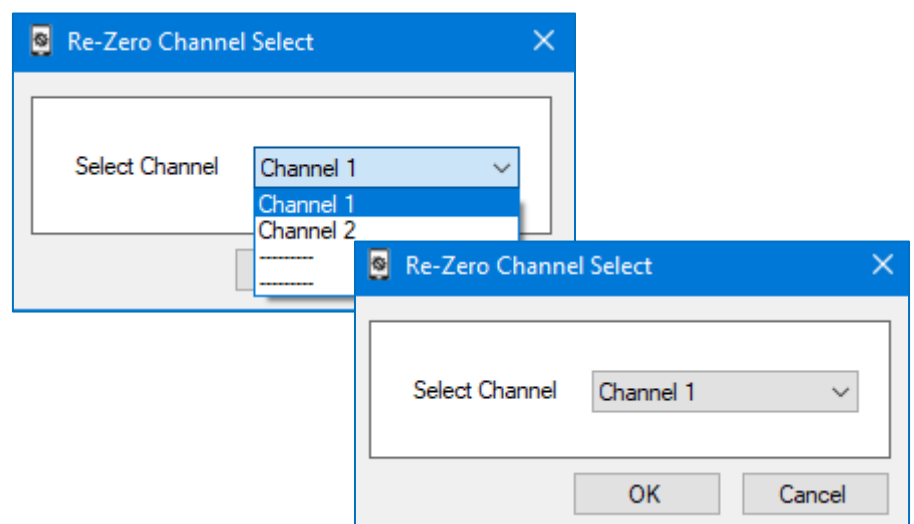 Re-Zero Channel Select
Select Channel Channel 1
Channel 1
Channel 2
---------
---------
Re-Zero Channel Select
Select Channel Channel 1
OK Cancel